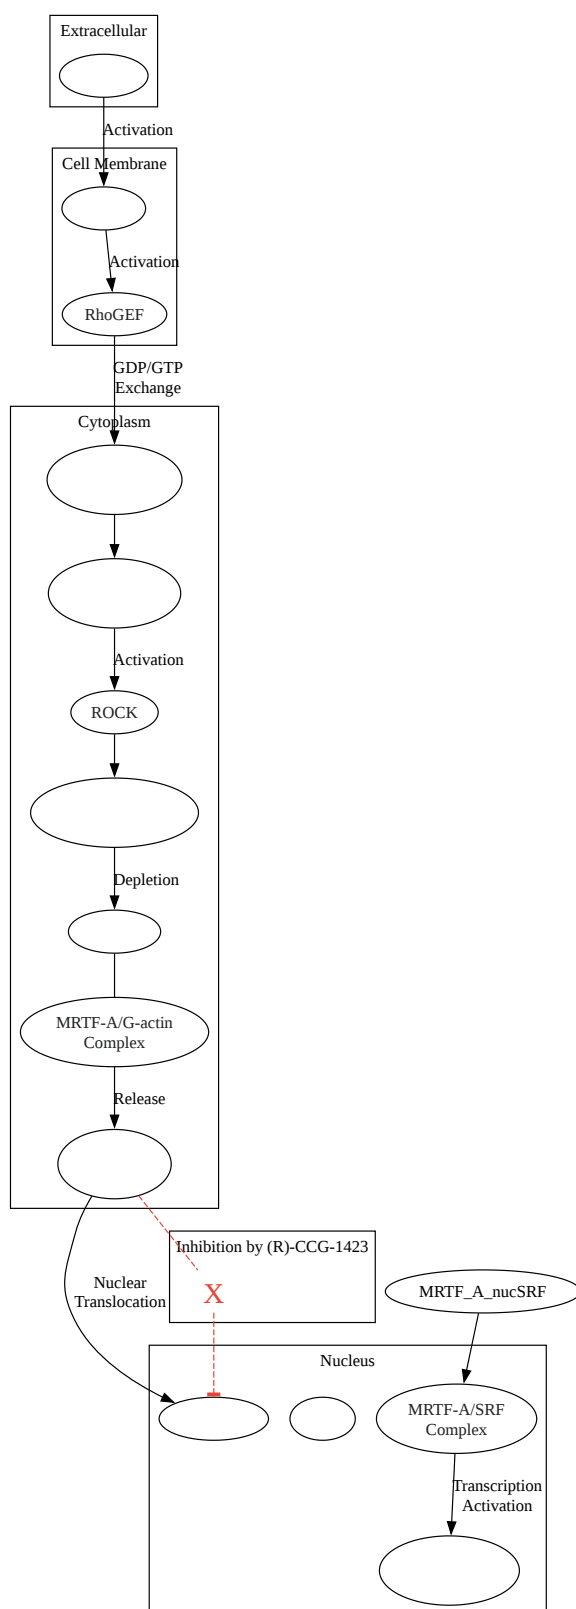 Extracellular
Activation
Cell Membrane
Activation
RhoGEF
GDP/GTP
Exchange
Cytoplasm
Activation
ROCK
Depletion
MRTF-A/G-actin
Complex
Release
Inhibition by (R)-CCG-1423
Nuclear
Translocation
X
MRTF_A_nucSRF
Nucleus
MRTF-A/SRF
Complex
Transcription
Activation